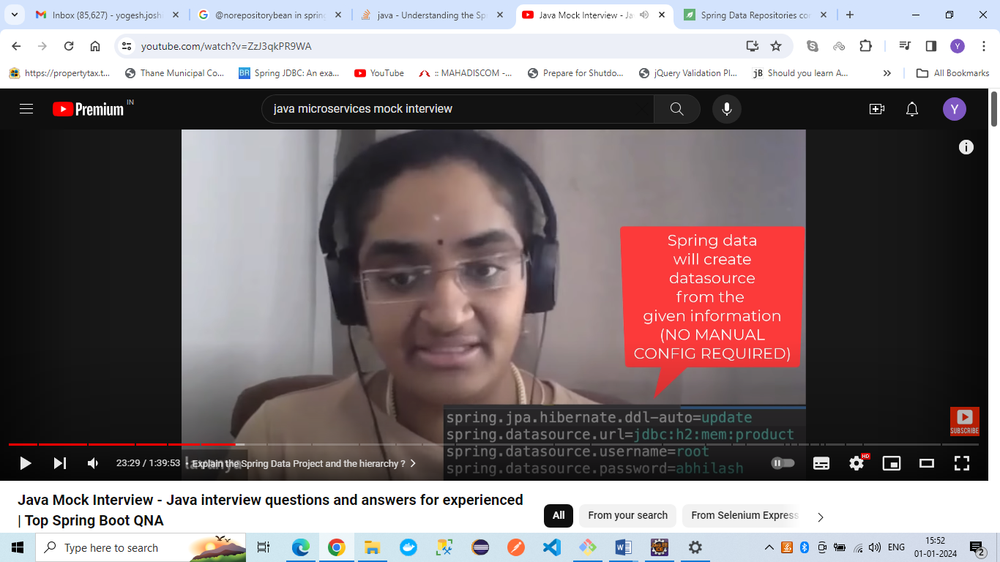 Inbox (85,627) - yogesh.joshi
@norepositorybean in spring
java - Understanding the Sp
Java Mock Interview - Ja
Spring Data Repositories co
youtube.com/watch?v=ZzJ3qkPR9WA
Y
https://propertytax.t...
Thane Municipal Co...
BR
Spring JDBC: An exa...
YouTube
:: MAHADISCOM -...
Prepare for Shutdo...
jQuery Validation Pl...
jB
Should you learn A...
All Bookmarks
Premium IN
java microservices mock interview
Y
Spring data
will create
datasource
from the
given information
(NO MANUAL
CONFIG REQUIRED)
spring.jpa.hibernate.ddl-auto=update
spring.datasource.url=jdbc:h2:mem:product
spring.datasource.username=root
spring.datasource.password=abhilash
SUBSCRIBE
23:29 / 1:39:53 • Explain the Spring Data Project and the hierarchy ?
HD
Java Mock Interview - Java interview questions and answers for experienced
| Top Spring Boot QNA
All
From your search
From Selenium Express
Type here to search
ENG
15:52
01-01-2024
2